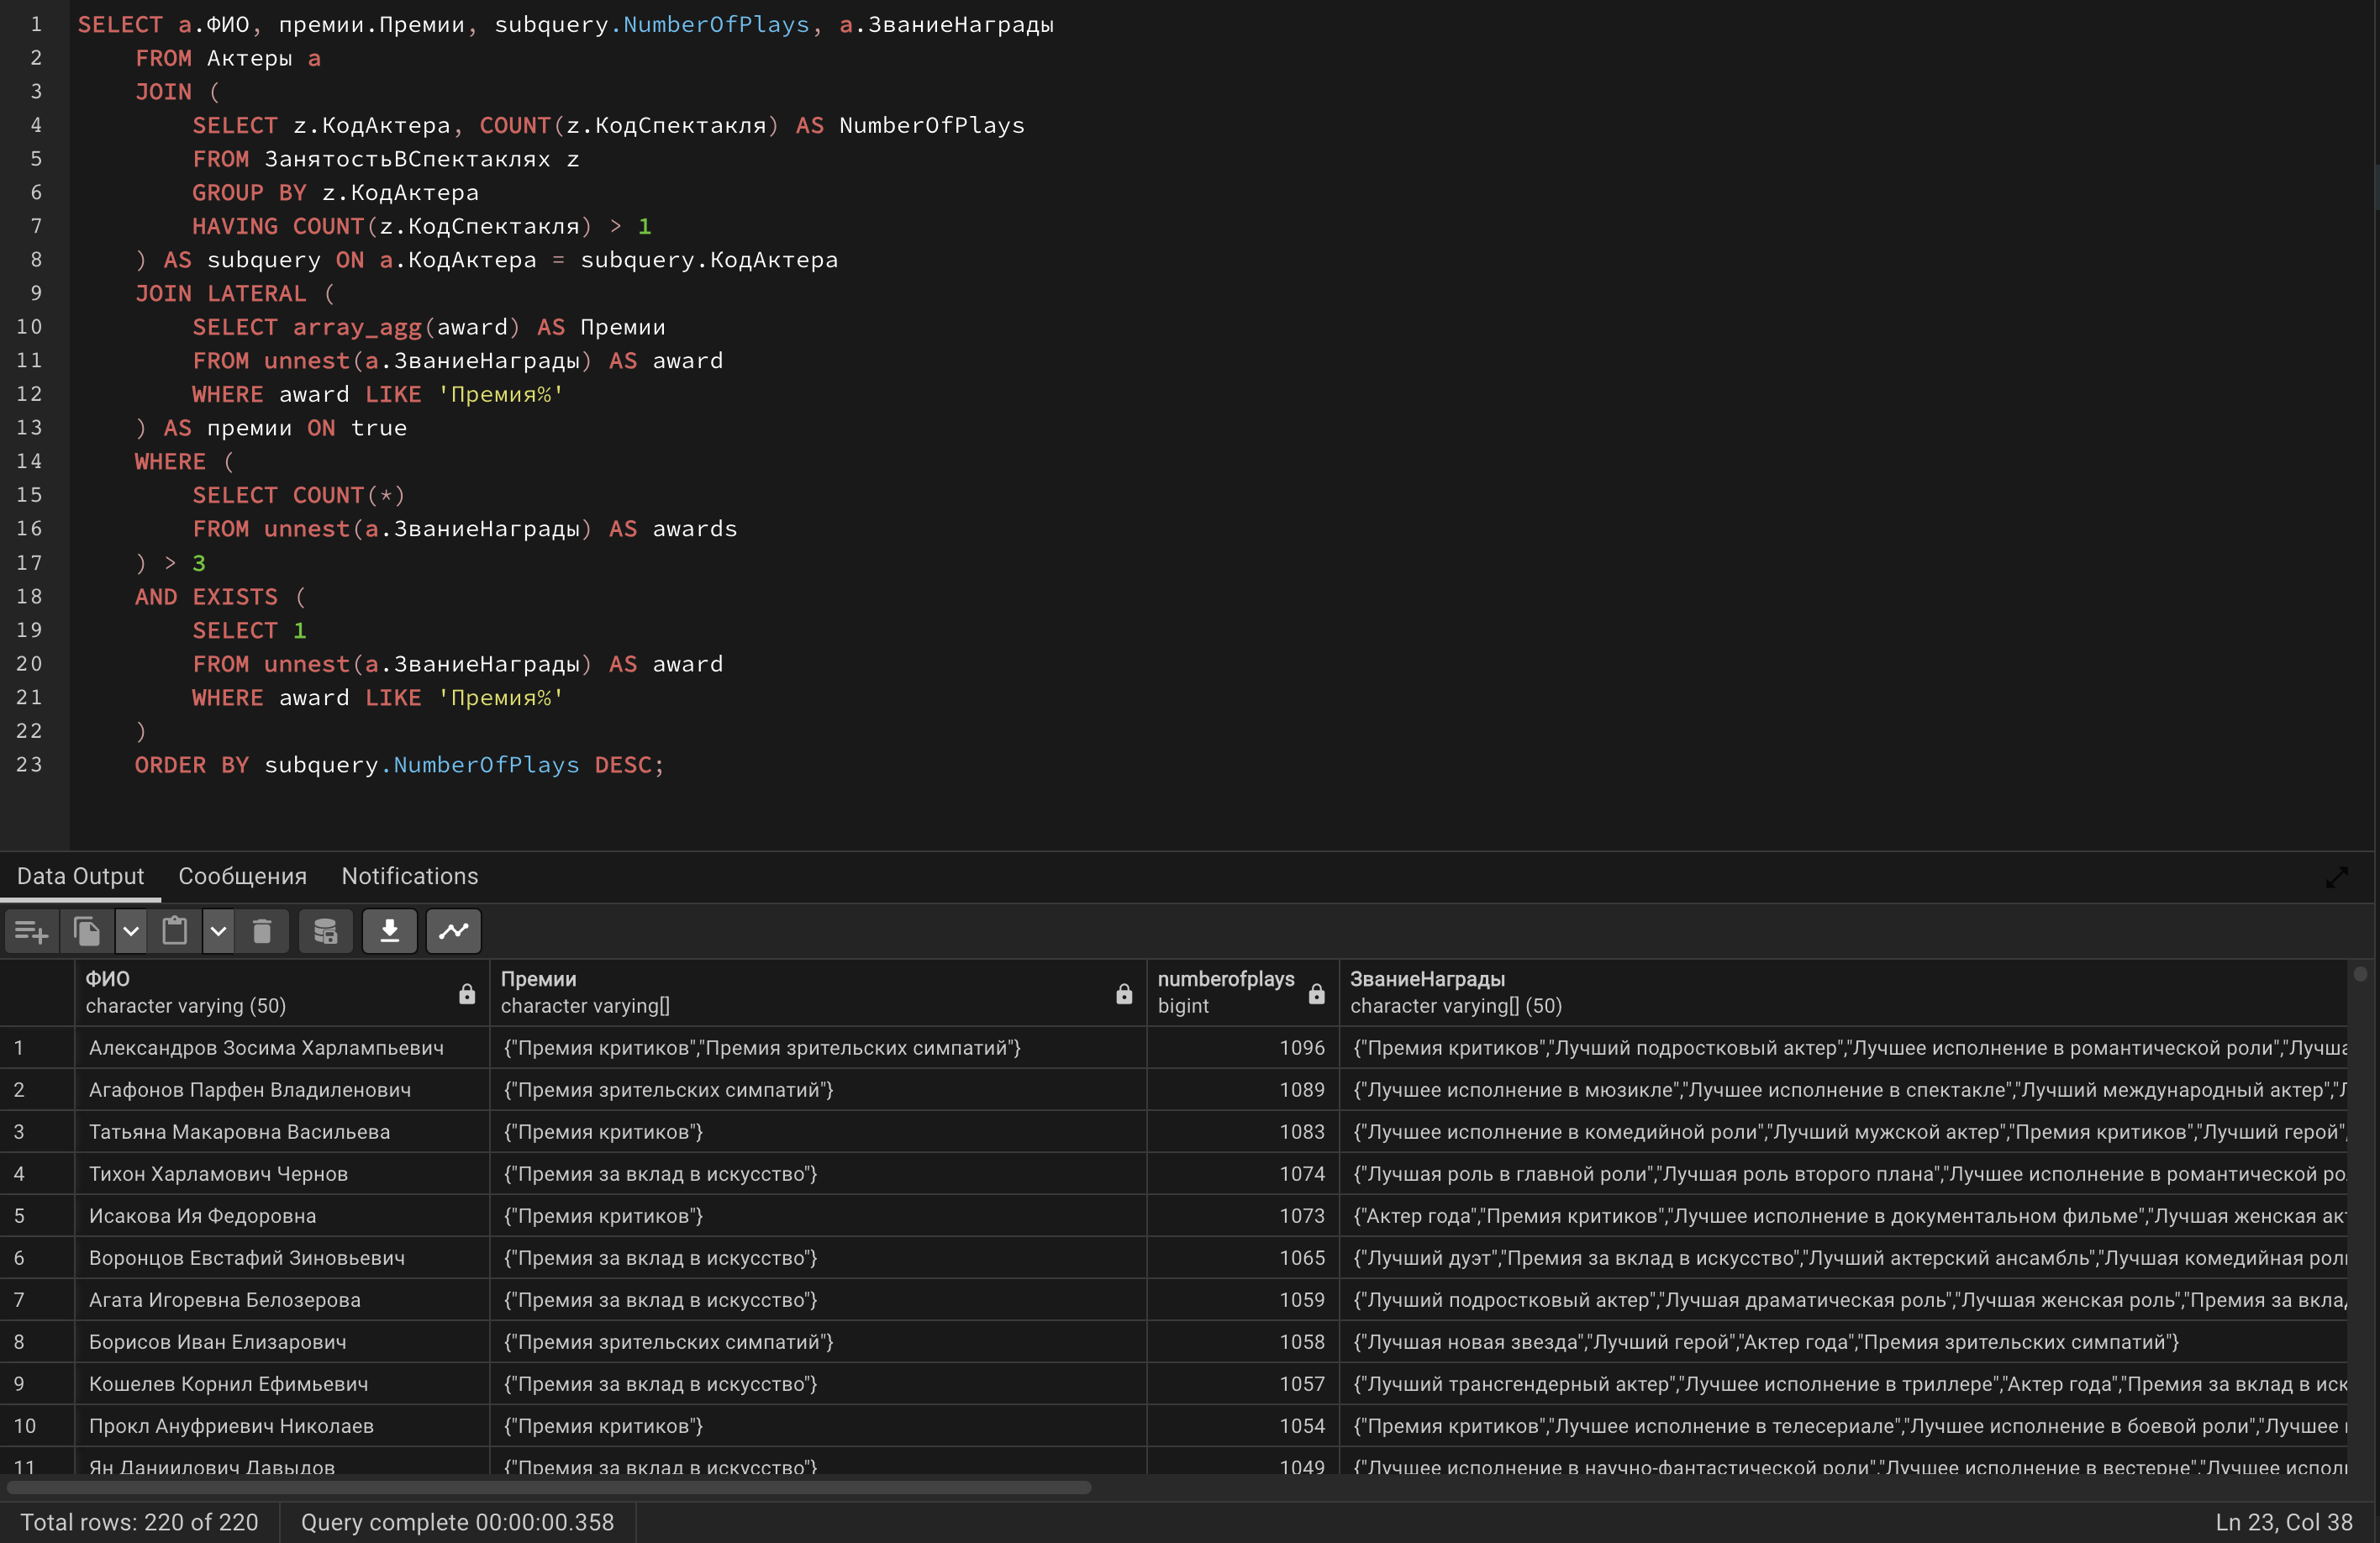 1 SELECT a.ФИО, премии.Премии, subquery.NumberOfPlays, a.ЗваниеНаграды
2 FROM Актеры a
3 JOIN (
4 SELECT z.КодАктера, COUNT(z.КодСпектакля) AS NumberOfPlays
5 FROM ЗанятостьВСпектаклях z
6 GROUP BY z.КодАктера
7 HAVING COUNT(z.КодСпектакля) > 1
8 ) AS subquery ON a.КодАктера = subquery.КодАктера
9 JOIN LATERAL (
10 SELECT array_agg(award) AS Премии
11 FROM unnest(a.ЗваниеНаграды) AS award
12 WHERE award LIKE 'Премия%'
13 ) AS премии ON true
14 WHERE (
15 SELECT COUNT(*)
16 FROM unnest(a.ЗваниеНаграды) AS awards
17 ) > 3
18 AND EXISTS (
19 SELECT 1
20 FROM unnest(a.ЗваниеНаграды) AS award
21 WHERE award LIKE 'Премия%'
22 )
23 ORDER BY subquery.NumberOfPlays DESC;
Data Output Сообщения Notifications
ФИО Премии numberofplays ЗваниеНаграды
character varying (50) character varying[] bigint character varying[] (50)
1 Александров Зосима Харлампьевич {"Премия критиков","Премия зрительских симпатий"} 1096 {"Премия критиков","Лучший подростковый актер","Лучшее исполнение в романтической роли","Лучша
2 Агафонов Парфен Владиленович {"Премия зрительских симпатий"} 1089 {"Лучшее исполнение в мюзикле","Лучшее исполнение в спектакле","Лучший международный актер","Л
3 Татьяна Макаровна Васильева {"Премия критиков"} 1083 {"Лучшее исполнение в комедийной роли","Лучший мужской актер","Премия критиков","Лучший герой",
4 Тихон Харламович Чернов {"Премия за вклад в искусство"} 1074 {"Лучшая роль в главной роли","Лучшая роль второго плана","Лучшее исполнение в романтической ро
5 Исакова Ия Федоровна {"Премия критиков"} 1073 {"Актер года","Премия критиков","Лучшее исполнение в документальном фильме","Лучшая женская ак
6 Воронцов Евстафий Зиновьевич {"Премия за вклад в искусство"} 1065 {"Лучший дуэт","Премия за вклад в искусство","Лучший актерский ансамбль","Лучшая комедийная рол
7 Агата Игоревна Белозерова {"Премия за вклад в искусство"} 1059 {"Лучший подростковый актер","Лучшая драматическая роль","Лучшая женская роль","Премия за вкла
8 Борисов Иван Елизарович {"Премия зрительских симпатий"} 1058 {"Лучшая новая звезда","Лучший герой","Актер года","Премия зрительских симпатий"}
9 Кошелев Корнил Ефимьевич {"Премия за вклад в искусство"} 1057 {"Лучший трансгендерный актер","Лучшее исполнение в триллере","Актер года","Премия за вклад в иск
10 Прокл Ануфриевич Николаев {"Премия критиков"} 1054 {"Премия критиков","Лучшее исполнение в телесериале","Лучшее исполнение в боевой роли","Лучшее
11 Ян Даниилович Давыдов {"Премия за вклад в искусство"} 1049 {"Лучшее исполнение в научно-фантастической роли","Лучшее исполнение в вестерне","Лучшее испол
Total rows: 220 of 220 Query complete 00:00:00.358 Ln 23, Col 38